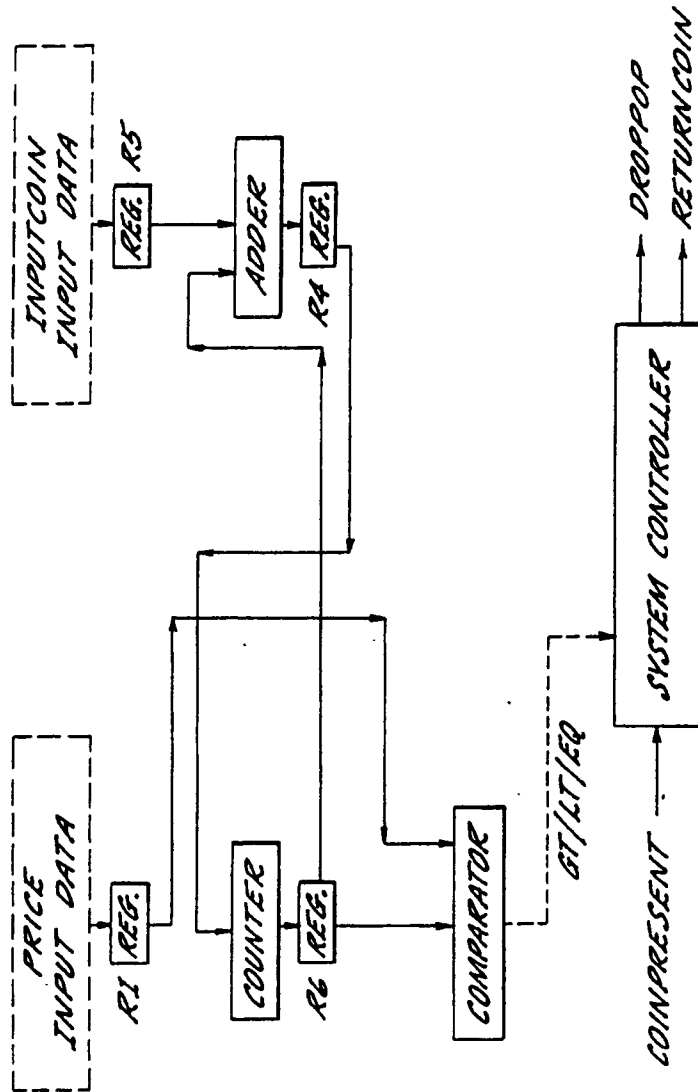 PRICE
INPUT DATA
INPUTCOIN
INPUT DATA
R1
REG.
REG.
R5
COUNTER
ADDER
R6
REG.
R4
REG.
COMPARATOR
GT/LT/EQ
COINPRESENT
SYSTEM CONTROLLER
DROPPOP
RETURNCOIN